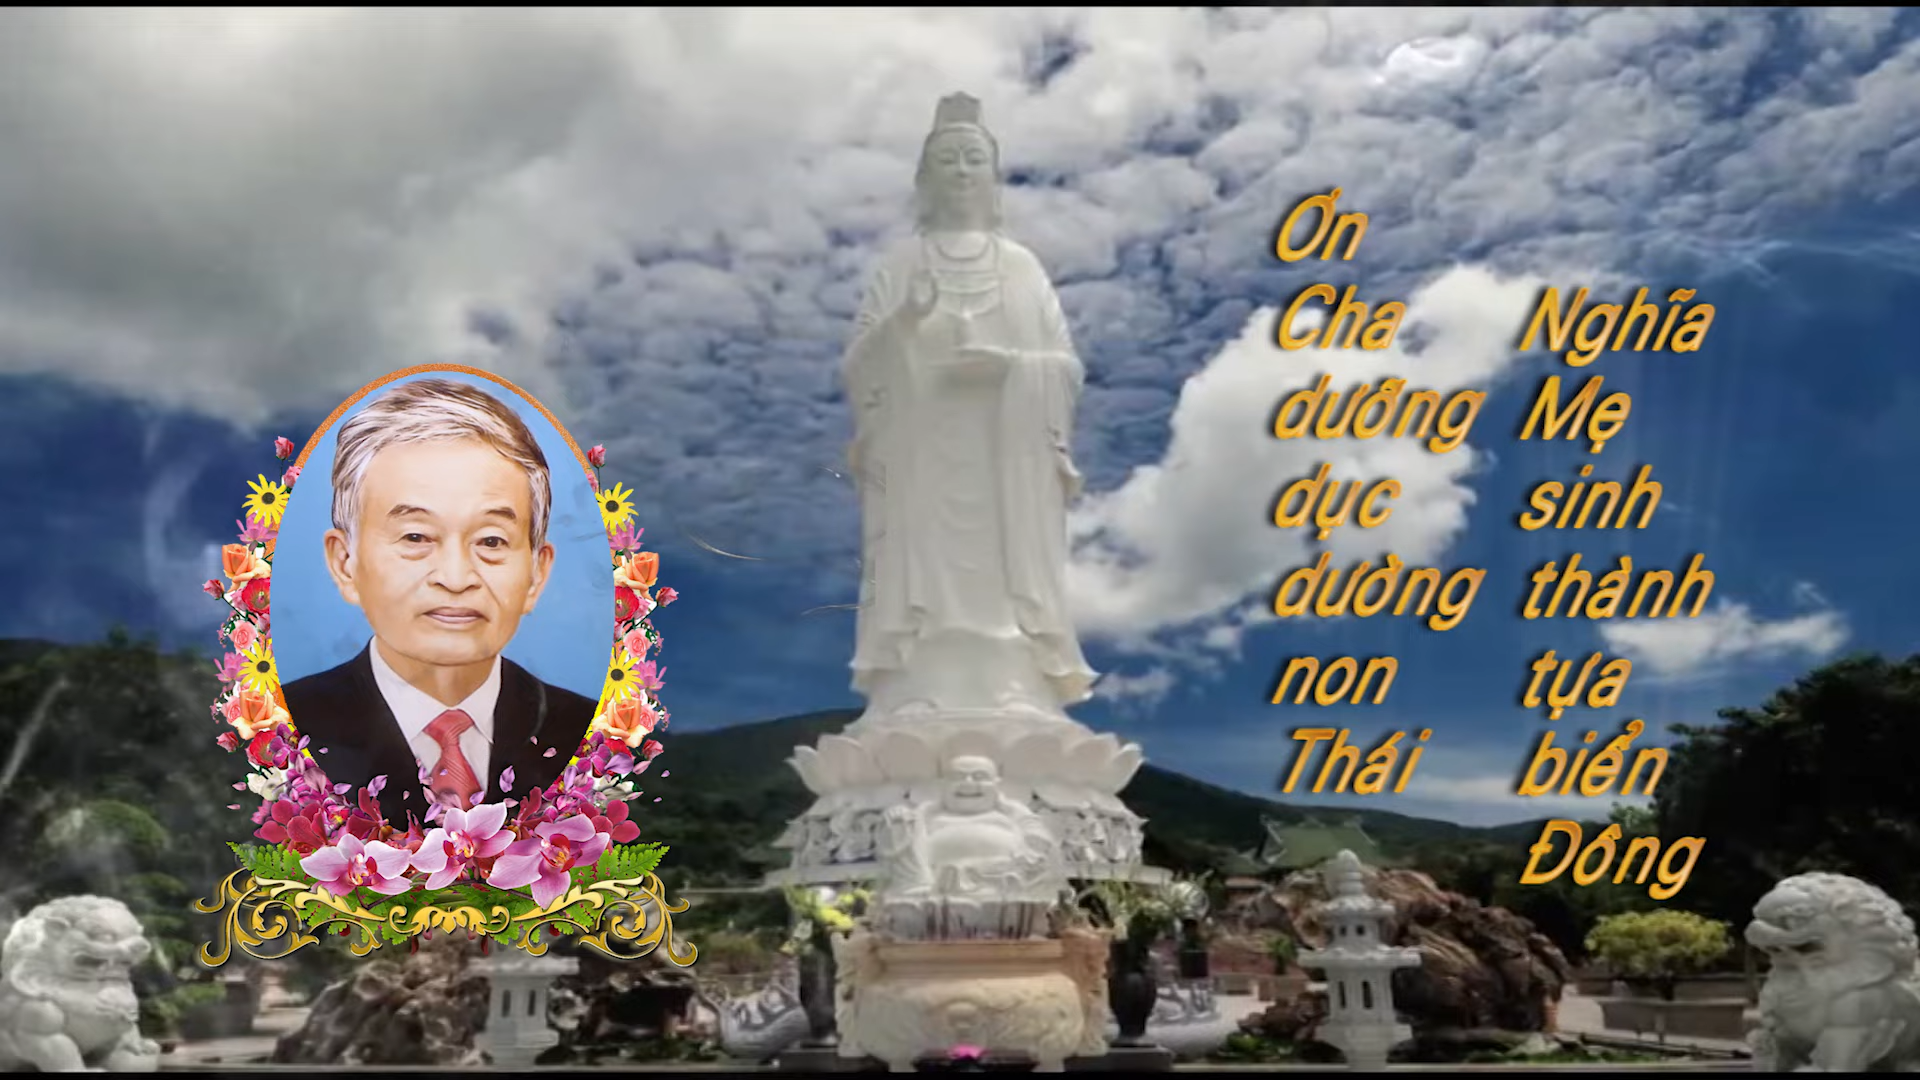 Ơn
Cha
dưỡng
dục
dường
non
Thái
Nghĩa
Mẹ
sinh
thành
tựa
biển
Đông